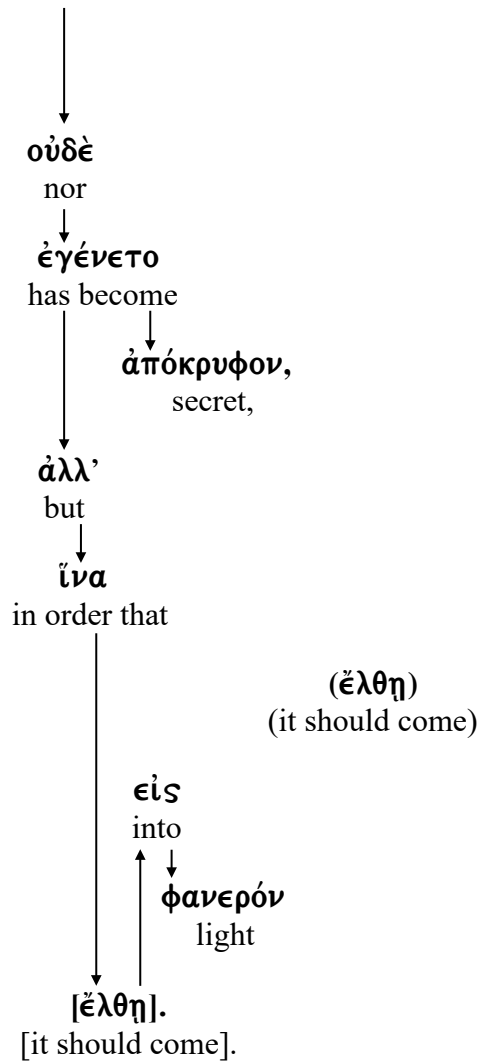 οὐδὲ
nor
ἐγένετο
has become
ἀπόκρυφον,
secret,
ἀλλ’
but
ἵνα
in order that
(ἔλθῃ)
(it should come)
εἰς
into
φανερόν
light
[ἔλθῃ].
[it should come].